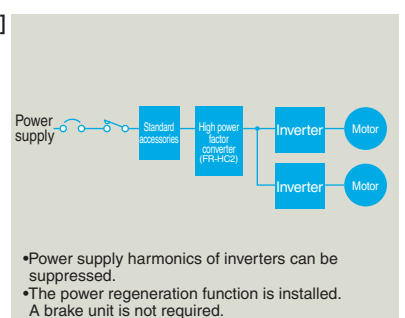 ]
Power
supply
Standard
accessories
High power
factor
converter
(FR-HC2)
Inverter
Motor
Inverter
Motor
•Power supply harmonics of inverters can be
suppressed.
•The power regeneration function is installed.
A brake unit is not required.